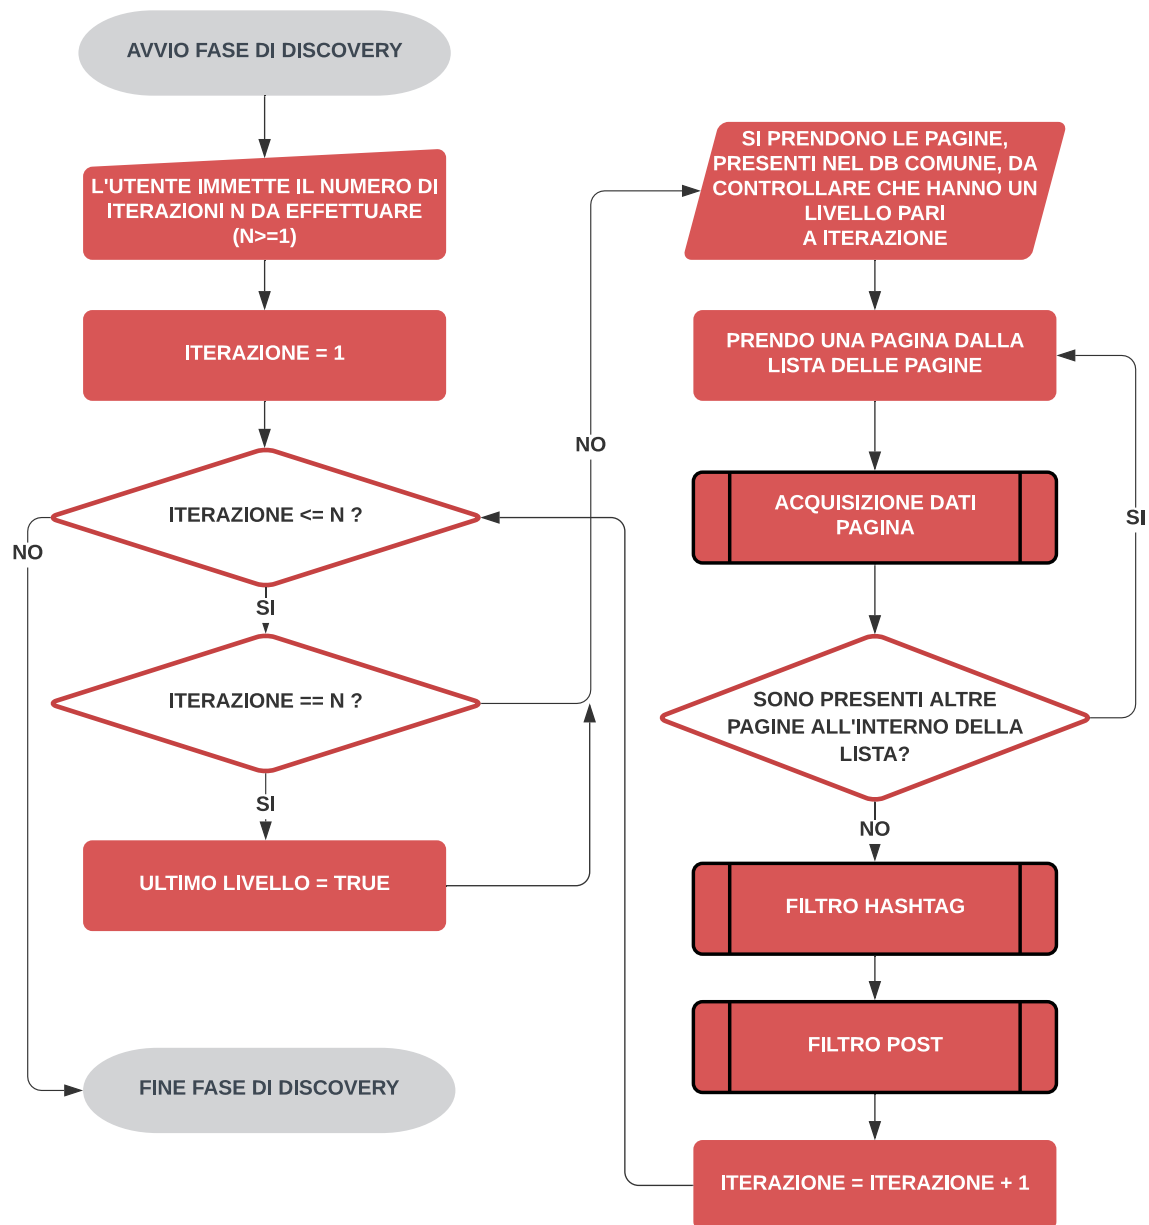 AVVIO FASE DI DISCOVERY
L'UTENTE IMMETTE IL NUMERO DI
ITERAZIONI N DA EFFETTUARE
(N>=1)
ITERAZIONE = 1
ITERAZIONE <= N ?
NO
SI
ITERAZIONE == N ?
NO
SI
ULTIMO LIVELLO = TRUE
FINE FASE DI DISCOVERY
SI PRENDONO LE PAGINE,
PRESENTI NEL DB COMUNE, DA
CONTROLLARE CHE HANNO UN
LIVELLO PARI
A ITERAZIONE
PRENDO UNA PAGINA DALLA
LISTA DELLE PAGINE
ACQUISIZIONE DATI
PAGINA
SI
SONO PRESENTI ALTRE
PAGINE ALL'INTERNO DELLA
LISTA?
NO
FILTRO HASHTAG
FILTRO POST
ITERAZIONE = ITERAZIONE + 1